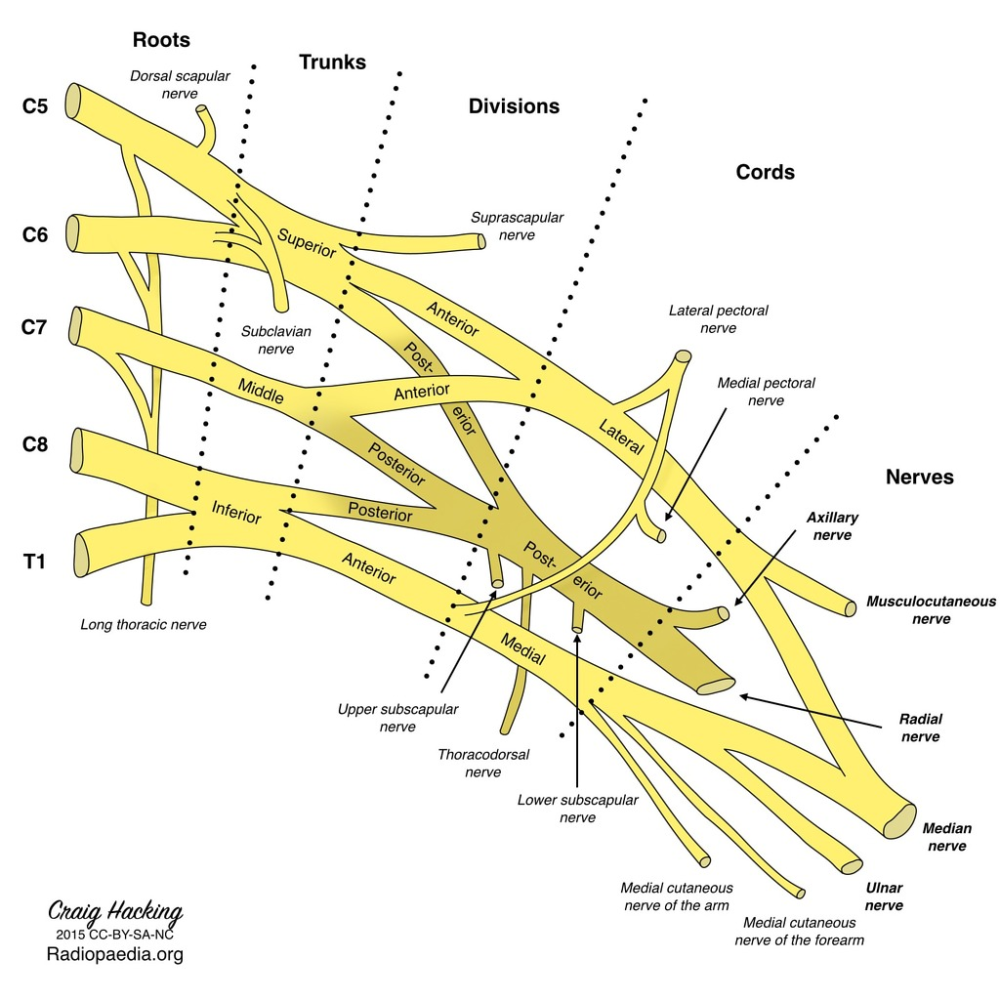 Roots
Trunks
Dorsal scapular
nerve
Divisions
C5
Cords
C6
Superior
Suprascapular
nerve
C7
Subclavian
nerve
Anterior
Lateral pectoral
nerve
Post-
erior
Middle
Anterior
Medial pectoral
nerve
Lateral
C8
Posterior
Nerves
Inferior
Posterior
Axillary
nerve
T1
Anterior
Post-
erior
Musculocutaneous
nerve
Long thoracic nerve
Medial
Upper subscapular
nerve
Radial
nerve
Thoracodorsal
nerve
Lower subscapular
nerve
Median
nerve
Medial cutaneous
nerve of the arm
Ulnar
nerve
Medial cutaneous
nerve of the forearm
Craig Hacking
2015 CC-BY-SA-NC
Radiopaedia.org